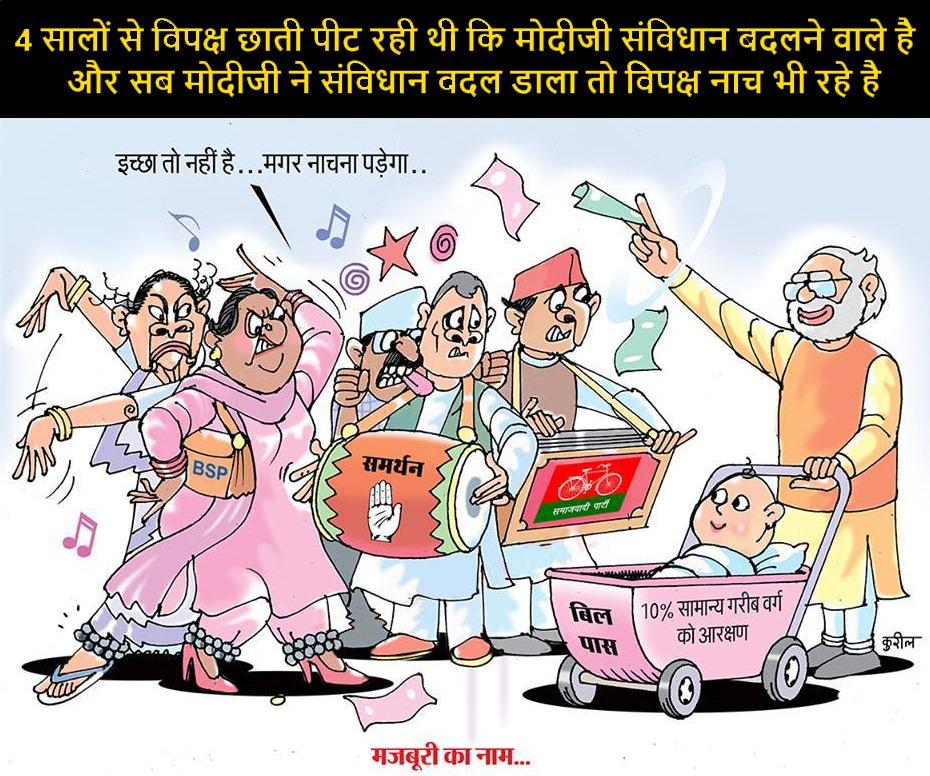 4 सालों से विपक्ष छाती पीट रही थी कि मोदीजी संविधान बदलने वाले है
और सब मोदीजी ने संविधान वदल डाला तो विपक्ष नाच भी रहे है
इच्छा तो नहीं है...मगर नाचना पड़ेगा..
BSP
समर्थन
समाजवादी पार्टी
बिल
पास
10% सामान्य गरीब वर्ग
को आरक्षण
कुरील
मजबूरी का नाम...